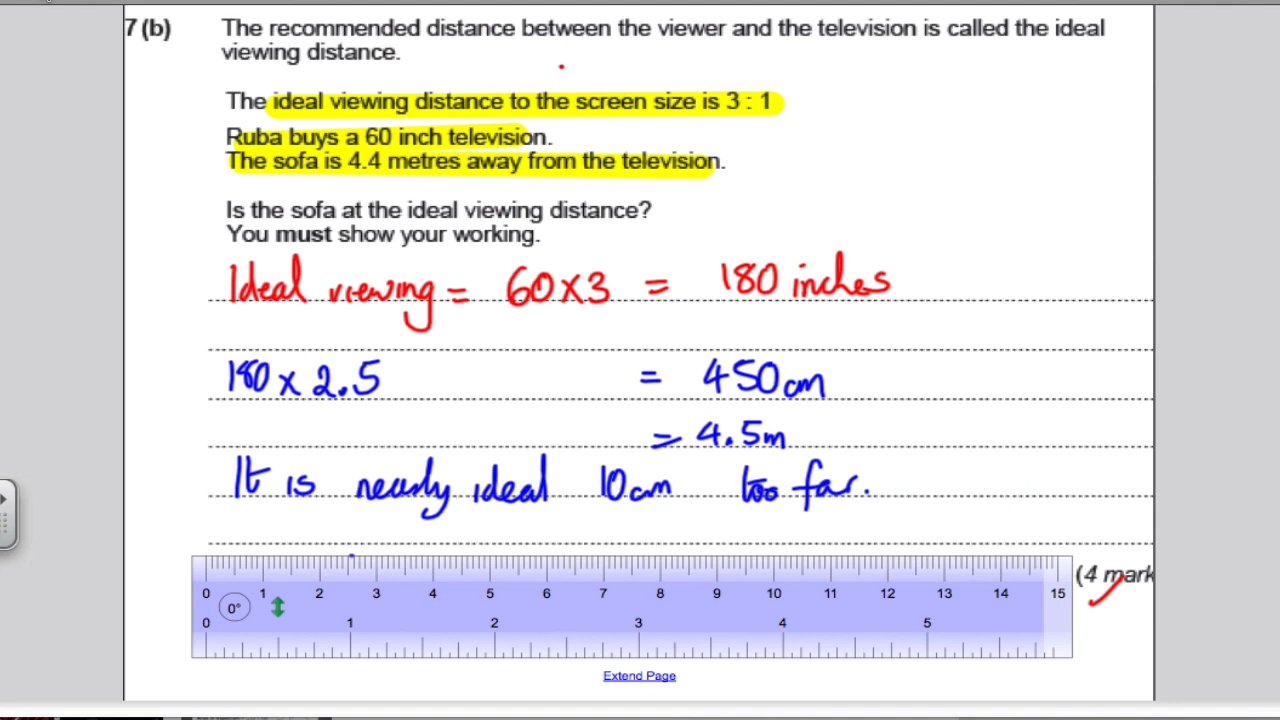 7 (b) The recommended distance between the viewer and the television is called the ideal
viewing distance.
The ideal viewing distance to the screen size is 3 : 1
Ruba buys a 60 inch television.
The sofa is 4.4 metres away from the television.
Is the sofa at the ideal viewing distance?
You must show your working.
Ideal viewing = 60 x 3 = 180 inches
180 x 2.5 = 450cm
= 4.5m
It is nearly ideal 10cm too far.
(4 mark
0 1 2 3 4 5 6 7 8 9 10 11 12 13 14 15
0°
0 1 2 3 4 5
Extend Page